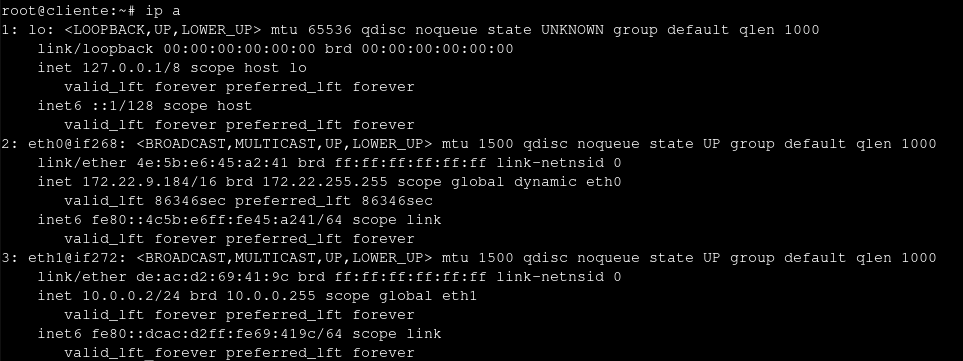 root@cliente:~# ip a
1: lo: <LOOPBACK,UP,LOWER_UP> mtu 65536 qdisc noqueue state UNKNOWN group default qlen 1000
    link/loopback 00:00:00:00:00:00 brd 00:00:00:00:00:00
    inet 127.0.0.1/8 scope host lo
       valid_lft forever preferred_lft forever
    inet6 ::1/128 scope host
       valid_lft forever preferred_lft forever
2: eth0@if268: <BROADCAST,MULTICAST,UP,LOWER_UP> mtu 1500 qdisc noqueue state UP group default qlen 1000
    link/ether 4e:5b:e6:45:a2:41 brd ff:ff:ff:ff:ff:ff link-netnsid 0
    inet 172.22.9.184/16 brd 172.22.255.255 scope global dynamic eth0
       valid_lft 86346sec preferred_lft 86346sec
    inet6 fe80::4c5b:e6ff:fe45:a241/64 scope link
       valid_lft forever preferred_lft forever
3: eth1@if272: <BROADCAST,MULTICAST,UP,LOWER_UP> mtu 1500 qdisc noqueue state UP group default qlen 1000
    link/ether de:ac:d2:69:41:9c brd ff:ff:ff:ff:ff:ff link-netnsid 0
    inet 10.0.0.2/24 brd 10.0.0.255 scope global eth1
       valid_lft forever preferred_lft forever
    inet6 fe80::dcac:d2ff:fe69:419c/64 scope link
       valid_lft forever preferred_lft forever